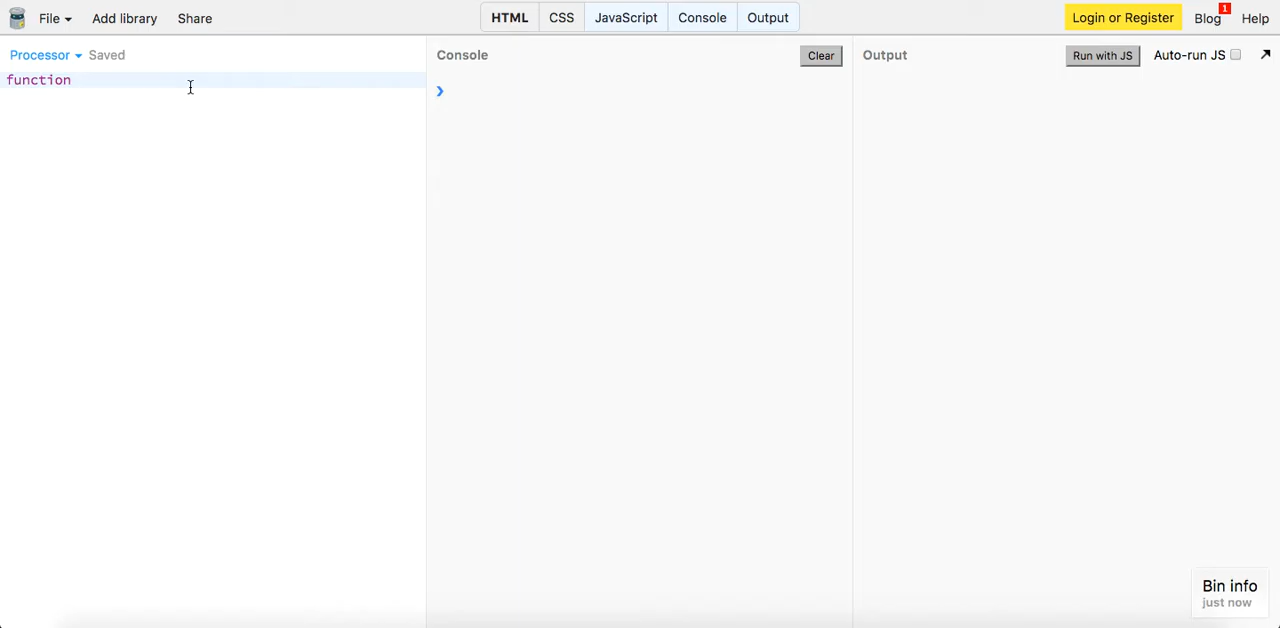 File Add library Share HTML CSS JavaScript Console Output Login or Register Blog 1 Help
Processor Saved Console Clear Output Run with JS Auto-run JS
function
Bin info
just now